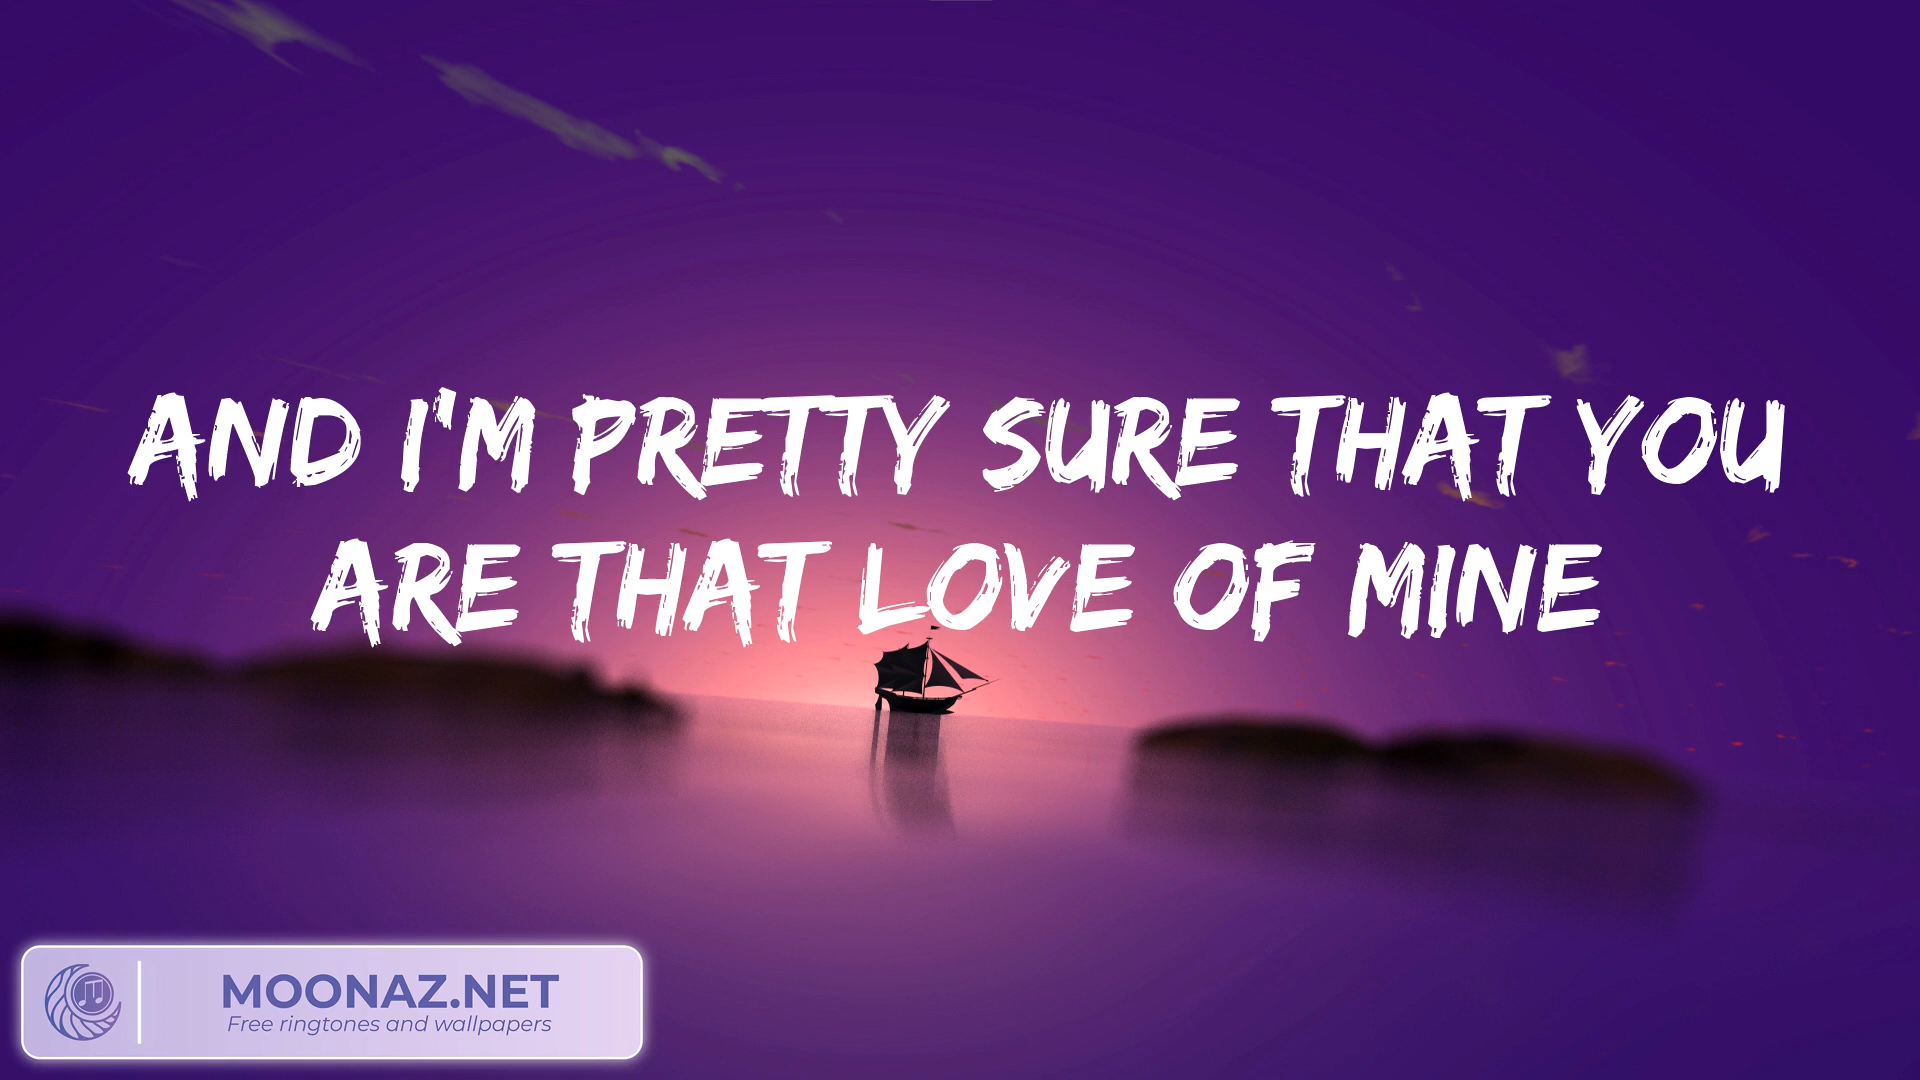 AND I'M PRETTY SURE THAT YOU
ARE THAT LOVE OF MINE
MOONAZ.NET
Free ringtones and wallpapers